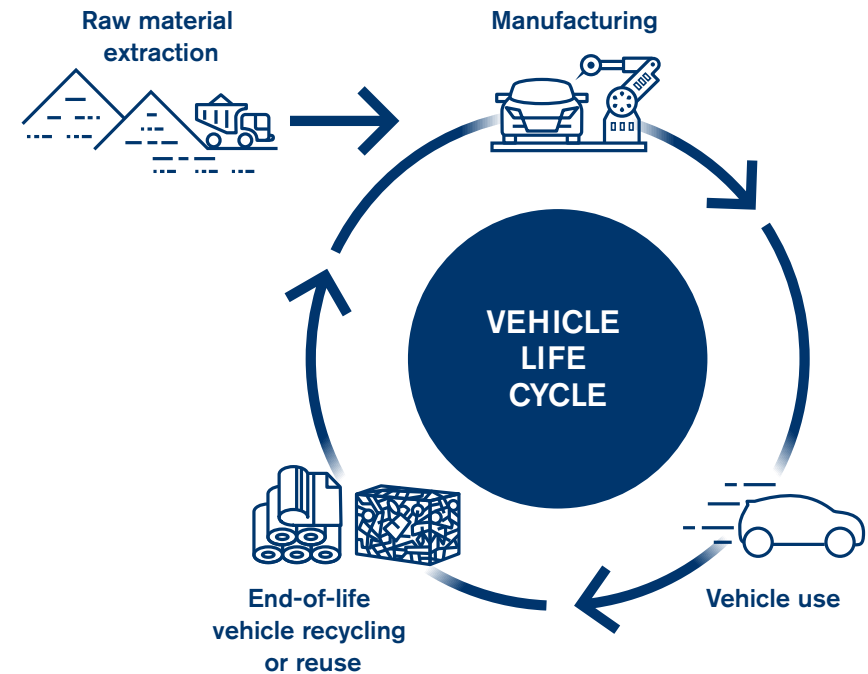 Raw material
extraction
Manufacturing
VEHICLE
LIFE
CYCLE
End-of-life
vehicle recycling
or reuse
Vehicle use